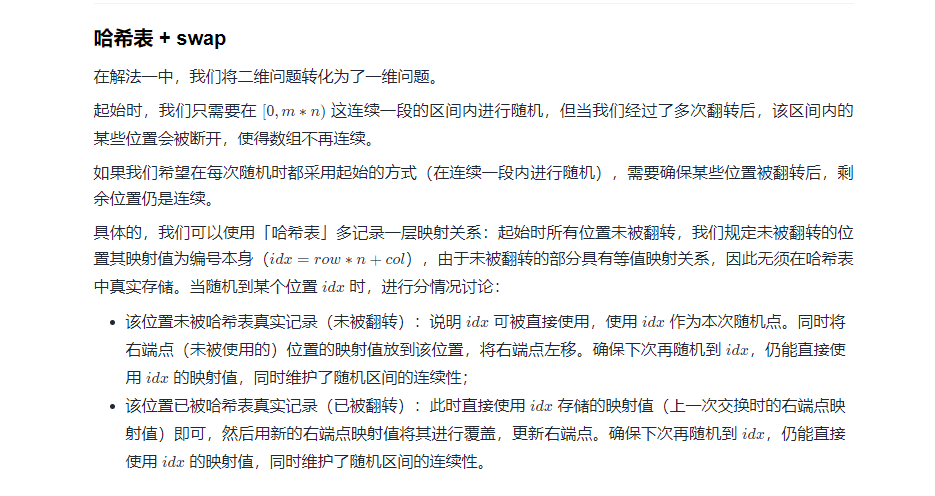 哈希表 + swap
在解法一中，我们将二维问题转化为了一维问题。
起始时，我们只需要在 [0, m * n) 这连续一段的区间内进行随机，但当我们经过了多次翻转后，该区间内的
某些位置会被断开，使得数组不再连续。
如果我们希望在每次随机时都采用起始的方式（在连续一段内进行随机），需要确保某些位置被翻转后，剩
余位置仍是连续。
具体的，我们可以使用「哈希表」多记录一层映射关系：起始时所有位置未被翻转，我们规定未被翻转的位
置其映射值为编号本身（idx = row * n + col），由于未被翻转的部分具有等值映射关系，因此无须在哈希表
中真实存储。当随机到某个位置 idx 时，进行分情况讨论：
• 该位置未被哈希表真实记录（未被翻转）：说明 idx 可被直接使用，使用 idx 作为本次随机点。同时将
右端点（未被使用的）位置的映射值放到该位置，将右端点左移。确保下次再随机到 idx，仍能直接使
用 idx 的映射值，同时维护了随机区间的连续性；
• 该位置已被哈希表真实记录（已被翻转）：此时直接使用 idx 存储的映射值（上一次交换时的右端点映
射值）即可，然后用新的右端点映射值将其进行覆盖，更新右端点。确保下次再随机到 idx，仍能直接
使用 idx 的映射值，同时维护了随机区间的连续性。